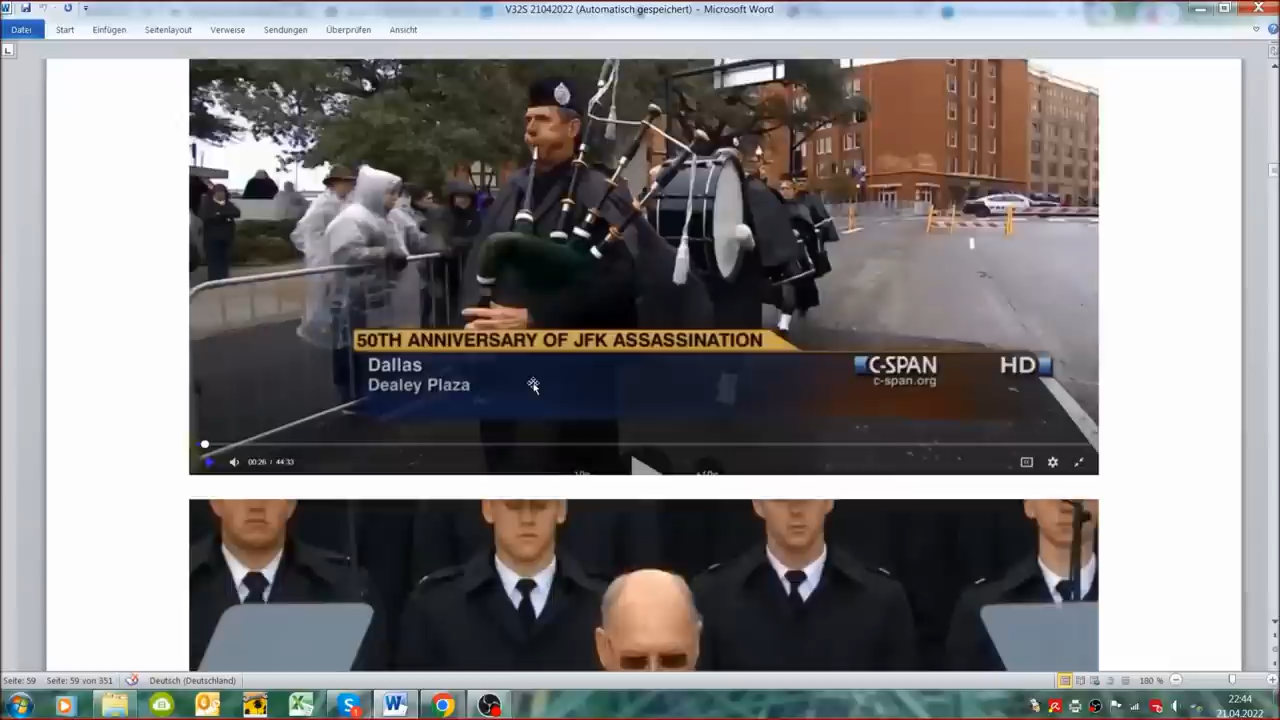 V32S 21042022 (Automatisch gespeichert) - Microsoft Word
Datei Start Einfügen Seitenlayout Verweise Sendungen Überprüfen Ansicht
50TH ANNIVERSARY OF JFK ASSASSINATION
Dallas
Dealey Plaza
C-SPAN
c-span.org
HD
00:26 / 44:33
Seite: 59 Seite: 59 von 351 Deutsch (Deutschland) 180 %
22:44
21.04.2022